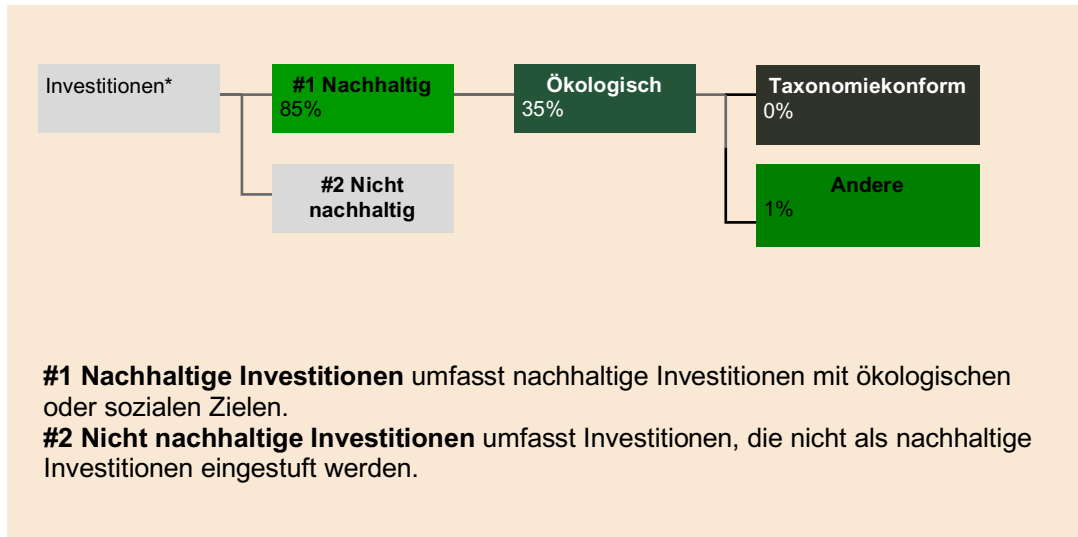 Investitionen*
#1 Nachhaltig
85%
Ökologisch
35%
Taxonomiekonform
0%
#2 Nicht
nachhaltig
Andere
1%
#1 Nachhaltige Investitionen umfasst nachhaltige Investitionen mit ökologischen
oder sozialen Zielen.
#2 Nicht nachhaltige Investitionen umfasst Investitionen, die nicht als nachhaltige
Investitionen eingestuft werden.